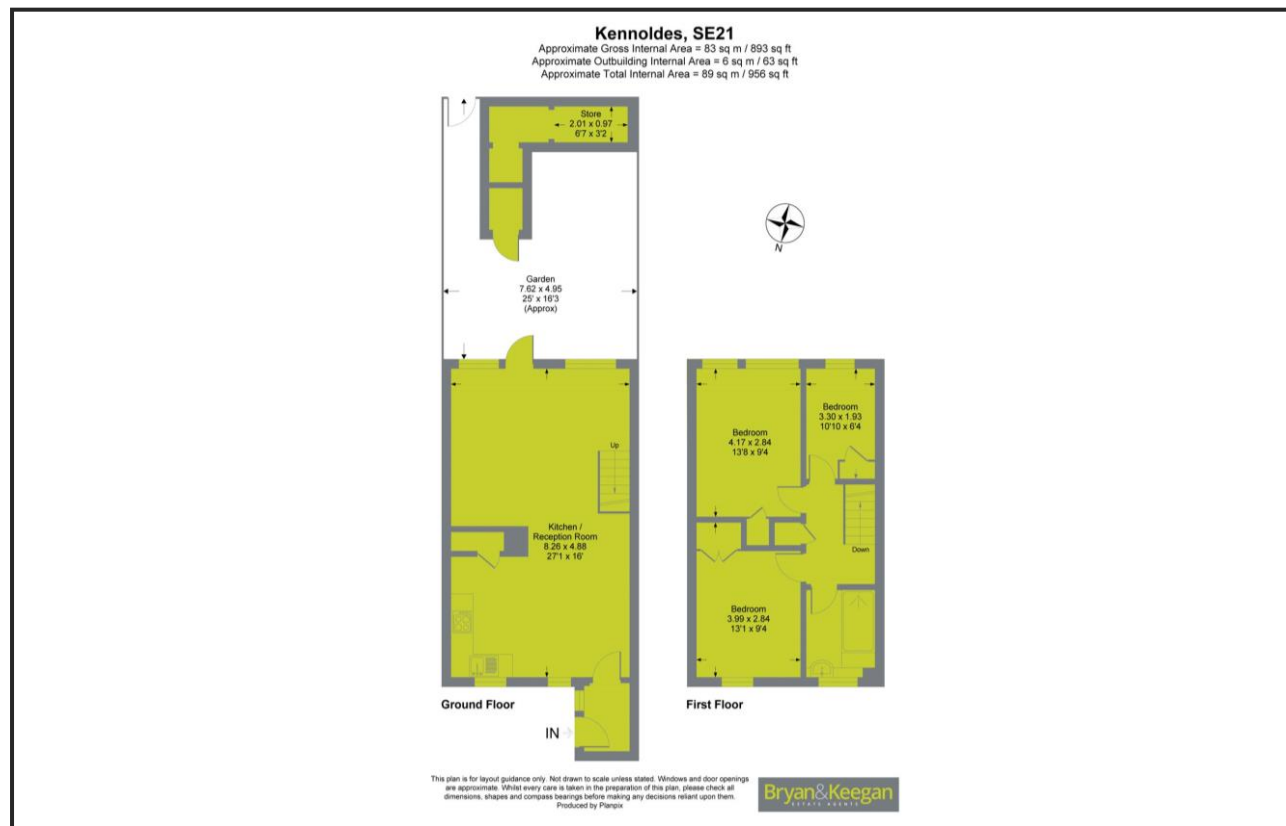 Kennoldes, SE21
Approximate Gross Internal Area = 83 sq m / 893 sq ft
Approximate Outbuilding Internal Area = 6 sq m / 63 sq ft
Approximate Total Internal Area = 89 sq m / 956 sq ft
Store
2.01 x 0.97
6'7 x 3'2
N
Garden
7.62 x 4.95
25' x 16'3
(Approx)
Up
Kitchen /
Reception Room
8.26 x 4.88
27'1 x 16'
Bedroom
3.30 x 1.93
10'10 x 6'4
Bedroom
4.17 x 2.84
13'8 x 9'4
Down
Bedroom
3.99 x 2.84
13'1 x 9'4
Ground Floor
First Floor
IN
This plan is for layout guidance only. Not drawn to scale unless stated. Windows and door openings
are approximate. Whilst every care is taken in the preparation of this plan, please check all
dimensions, shapes and compass bearings before making any decisions reliant upon them.
Produced by Planpix
Bryan&Keegan
ESTATE AGENTS